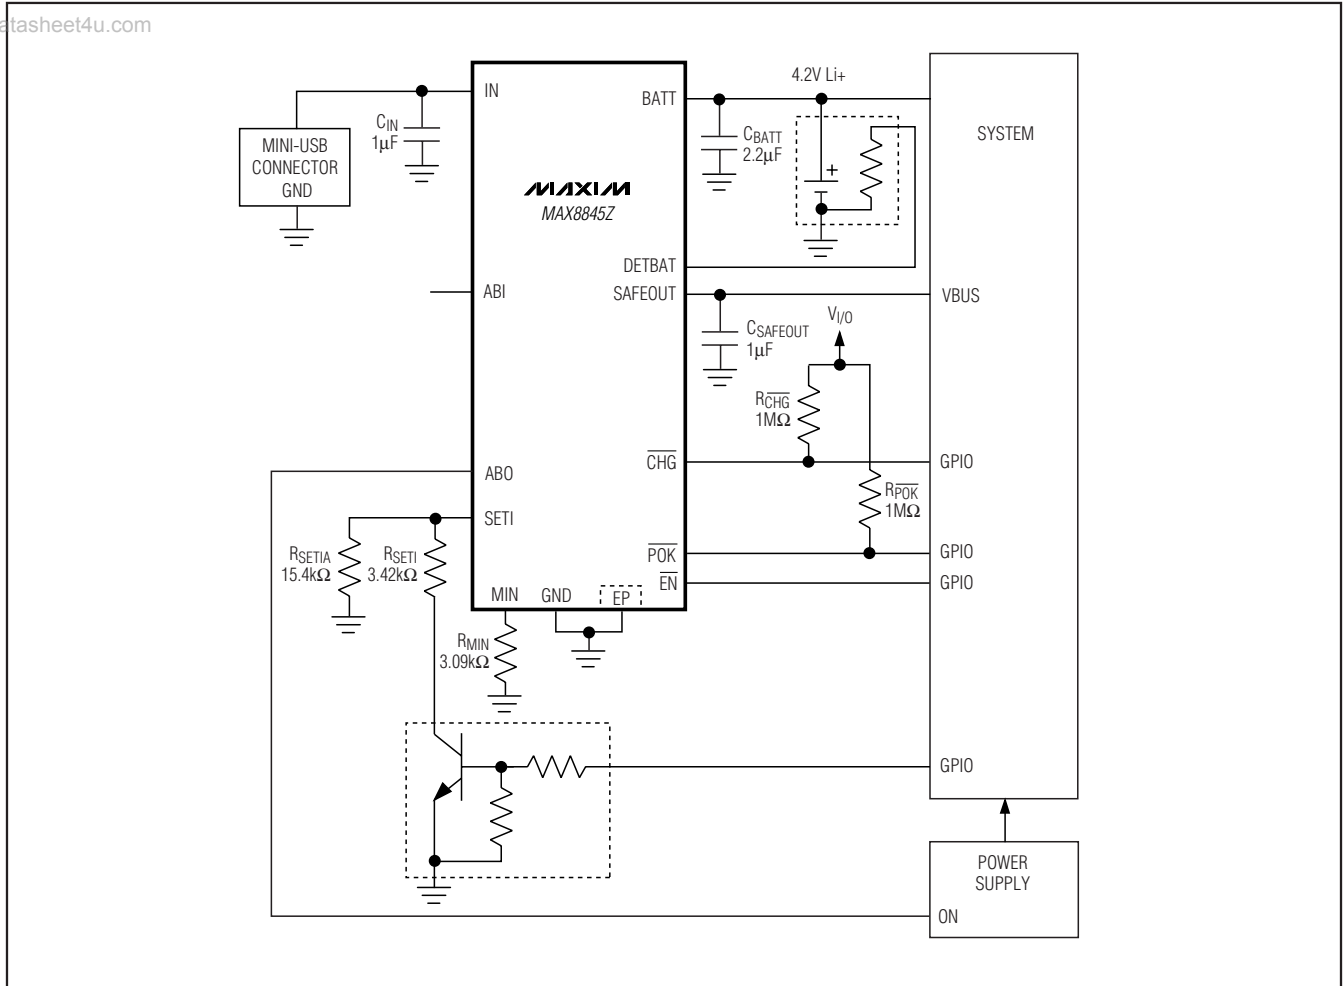 atasheet4u.com
IN
BATT
4.2V Li+
SYSTEM
CIN
1µF
MINI-USB
CONNECTOR
GND
CBATT
2.2µF
+
MAXIM
MAX8845Z
DETBAT
ABI
SAFEOUT
VBUS
VI/O
CSAFEOUT
1µF
RCHG
1MΩ
ABO
CHG
GPIO
RPOK
1MΩ
SETI
RSETIA
15.4kΩ
RSETI
3.42kΩ
POK
GPIO
EN
GPIO
MIN
GND
EP
RMIN
3.09kΩ
GPIO
POWER
SUPPLY
ON